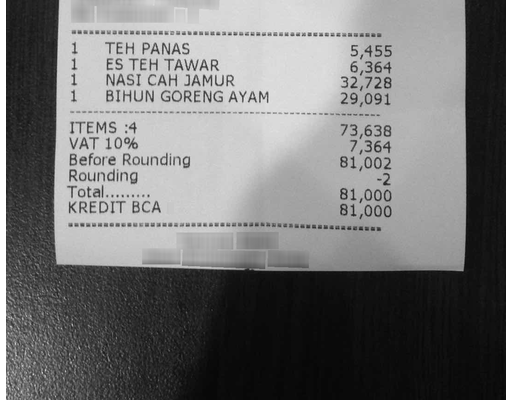 1 TEH PANAS 5,455
1 ES TEH TAWAR 6,364
1 NASI CAH JAMUR 32,728
1 BIHUN GORENG AYAM 29,091
ITEMS :4 73,638
VAT 10% 7,364
Before Rounding 81,002
Rounding -2
Total......... 81,000
KREDIT BCA 81,000